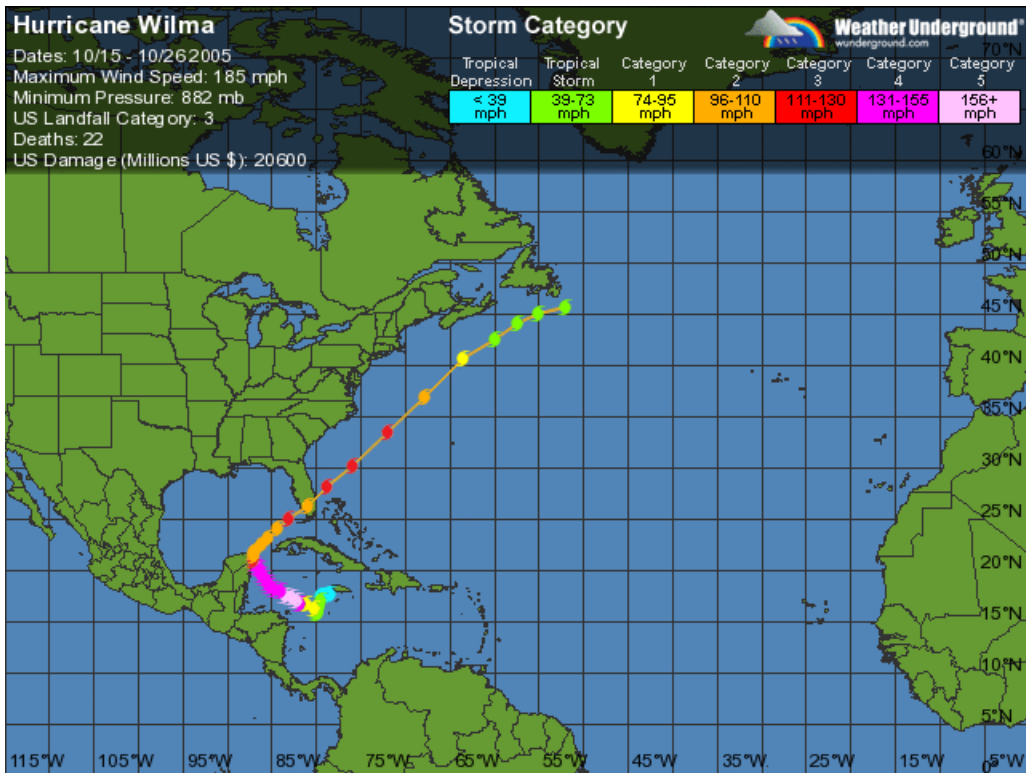 Hurricane Wilma
Dates: 10/15 - 10/26 2005
Maximum Wind Speed: 185 mph
Minimum Pressure: 882 mb
US Landfall Category: 3
Deaths: 22
US Damage (Millions US $): 20600
Storm Category
Weather Underground®
wunderground.com
Tropical Depression
Tropical Storm
Category 1
Category 2
Category 3
Category 4
Category 5
< 39 mph
39-73 mph
74-95 mph
96-110 mph
111-130 mph
131-155 mph
156+ mph
70°N
60°N
55°N
50°N
45°N
40°N
35°N
30°N
25°N
20°N
15°N
10°N
5°N
0°
115°W 105°W 95°W 85°W 75°W 65°W 55°W 45°W 35°W 25°W 15°W 5°W